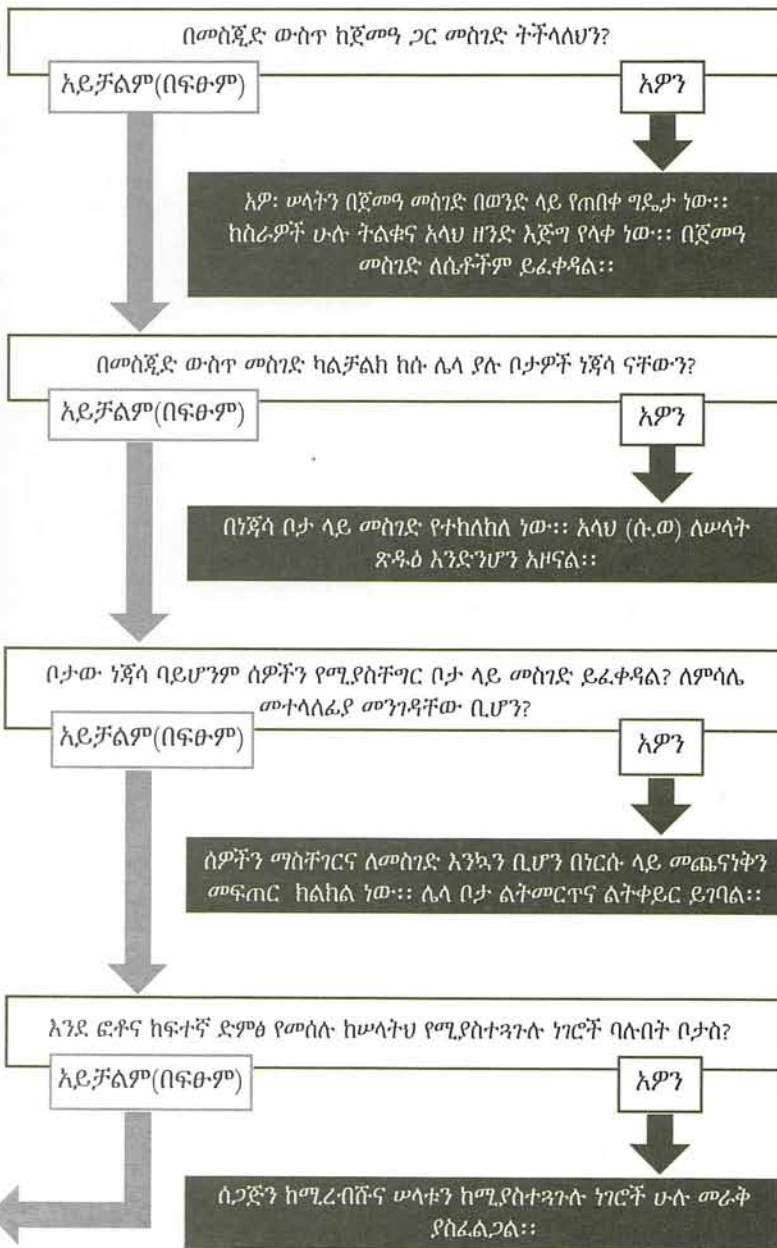 በመስጂድ ውስጥ ከጀመዓ ጋር መስገድ ትችላለህን?
አይቻልም(በፍፁም)
አዎን
አዎ፡ ሠላትን በጀመዓ መስገድ በወንድ ላይ የጠበቀ ግዴታ ነው፡፡
ከስራዎች ሁሉ ትልቁና አላህ ዘንድ እጅግ የላቀ ነው፡፡ በጀመዓ
መስገድ ለሴቶችም ይፈቀዳል፡፡
በመስጂድ ውስጥ መስገድ ካልቻልክ ከሱ ሌላ ያሉ ቦታዎች ነጃሳ ናቸውን?
አይቻልም(በፍፁም)
አዎን
በነጃሳ ቦታ ላይ መስገድ የተከለከለ ነው፡፡ አላህ (ሱ.ወ) ለሠላት
ጽዱዕ እንድንሆን አዞናል፡፡
ቦታው ነጃሳ ባይሆንም ሰዎችን የሚያስቸግር ቦታ ላይ መስገድ ይፈቀዳል? ለምሳሌ
መተላለፊያ መንገዳቸው ቢሆን?
አይቻልም(በፍፁም)
አዎን
ሰዎችን ማስቸገርና ለመስገድ እንኳን ቢሆን በነርሱ ላይ መጨናነቅን
መፍጠር ክልክል ነው፡፡ ሌላ ቦታ ልትመርጥና ልትቀይር ይገባል፡፡
እንደ ፎቶና ከፍተኛ ድምፅ የመሰሉ ከሠላትህ የሚያስተጓጉሉ ነገሮች ባሉበት ቦታስ?
አይቻልም(በፍፁም)
አዎን
ሰጋጅን ከሚረብሹና ሠላቱን ከሚያስተጓጉሉ ነገሮች ሁሉ መራቅ
ያስፈልጋል፡፡